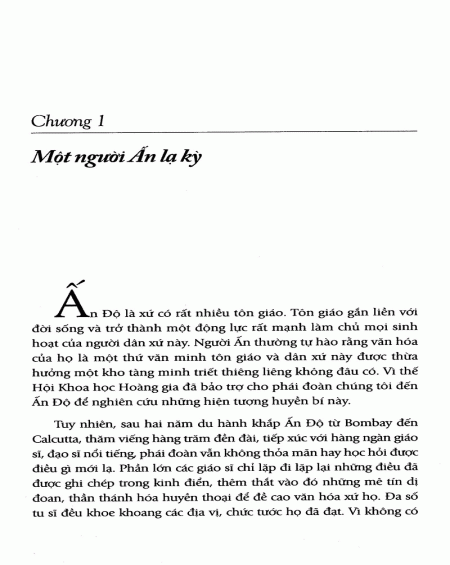 Chương 1
Một người Ấn lạ kỳ
Ấn Độ là xứ có rất nhiều tôn giáo. Tôn giáo gắn liền với
đời sống và trở thành một động lực rất mạnh làm chủ mọi sinh
hoạt của người dân xứ này. Người Ấn thường tự hào rằng văn hóa
của họ là một thứ văn minh tôn giáo và dân xứ này được thừa
hưởng một kho tàng minh triết thiêng liêng không đâu có. Vì thế
Hội Khoa học Hoàng gia đã bảo trợ cho phái đoàn chúng tôi đến
Ấn Độ để nghiên cứu những hiện tượng huyền bí này.
Tuy nhiên, sau hai năm du hành khắp Ấn Độ từ Bombay đến
Calcutta, thăm viếng hàng trăm đền đài, tiếp xúc với hàng ngàn giáo
sĩ, đạo sĩ nổi tiếng, phái đoàn vẫn không thỏa mãn hay học hỏi được
điều gì mới lạ. Phần lớn các giáo sĩ chỉ lặp đi lặp lại những điều đã
được ghi chép trong kinh điển, thêm thắt vào đó những mê tín dị
đoan, thần thánh hóa huyền thoại để đề cao văn hóa xứ họ. Đa số
tu sĩ đều khoe khoang các địa vị, chức tước họ đã đạt. Vì không có